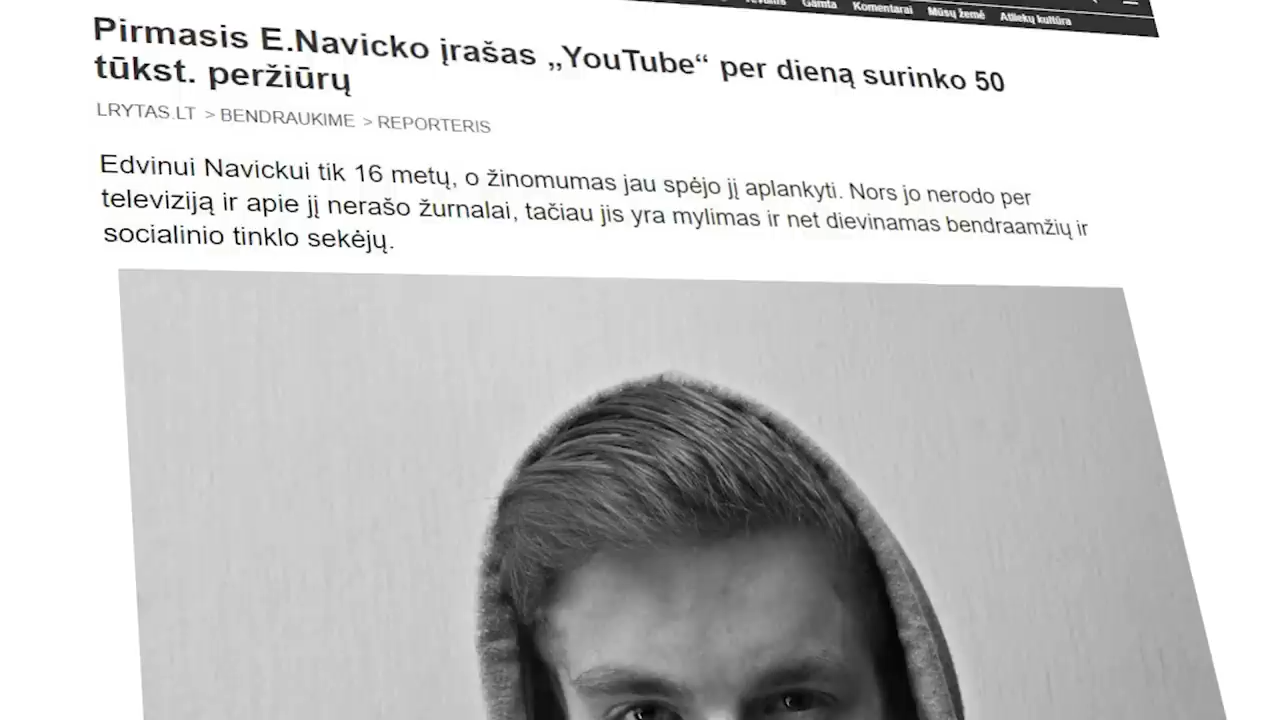 Gamta Komentarai Mūsų žemė Atliekų kultūra
Pirmasis E.Navicko įrašas „YouTube“ per dieną surinko 50
tūkst. peržiūrų
LRYTAS.LT > BENDRAUKIME > REPORTERIS
Edvinui Navickui tik 16 metų, o žinomumas jau spėjo jį aplankyti. Nors jo nerodo per
televiziją ir apie jį nerašo žurnalai, tačiau jis yra mylimas ir net dievinamas bendraamžių ir
socialinio tinklo sekėjų.